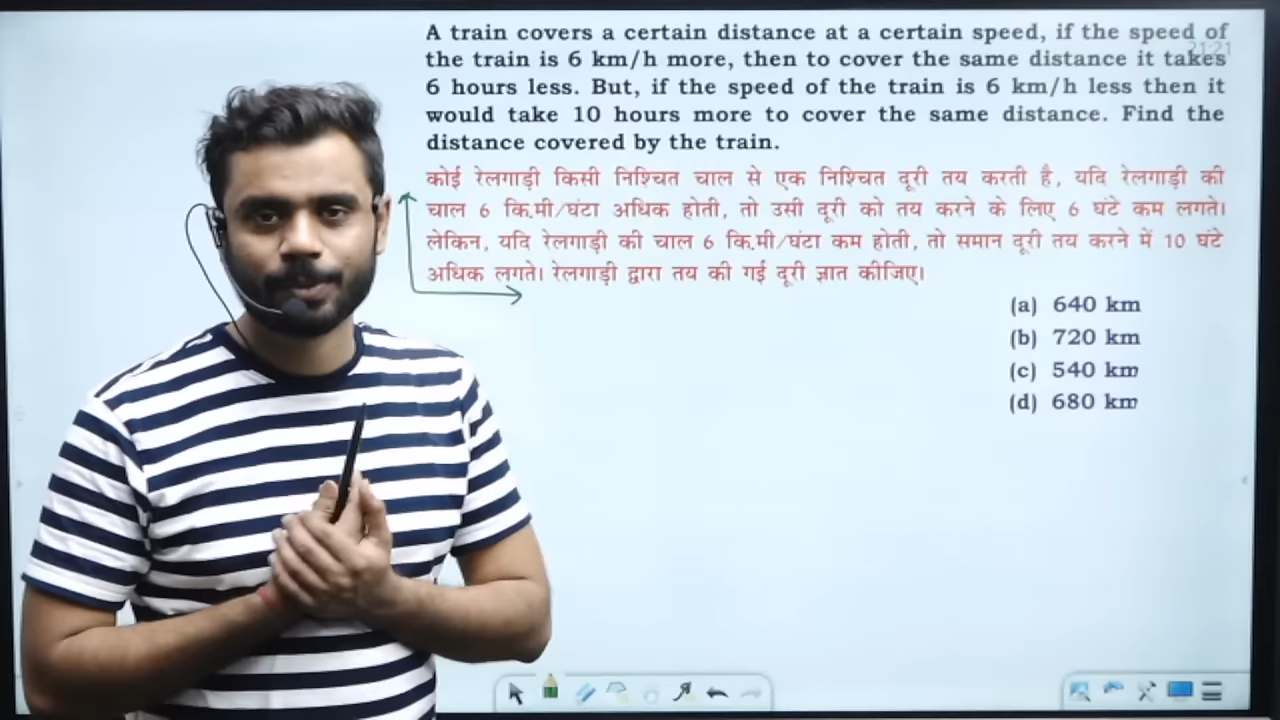 A train covers a certain distance at a certain speed, if the speed of
the train is 6 km/h more, then to cover the same distance it takes
6 hours less. But, if the speed of the train is 6 km/h less then it
would take 10 hours more to cover the same distance. Find the
distance covered by the train.
कोई रेलगाड़ी किसी निश्चित चाल से एक निश्चित दूरी तय करती है, यदि रेलगाड़ी की
चाल 6 कि.मी/घंटा अधिक होती, तो उसी दूरी को तय करने के लिए 6 घंटे कम लगते।
लेकिन, यदि रेलगाड़ी की चाल 6 कि.मी/घंटा कम होती, तो समान दूरी तय करने में 10 घंटे
अधिक लगते। रेलगाड़ी द्वारा तय की गई दूरी ज्ञात कीजिए।
(a) 640 km
(b) 720 km
(c) 540 km
(d) 680 km